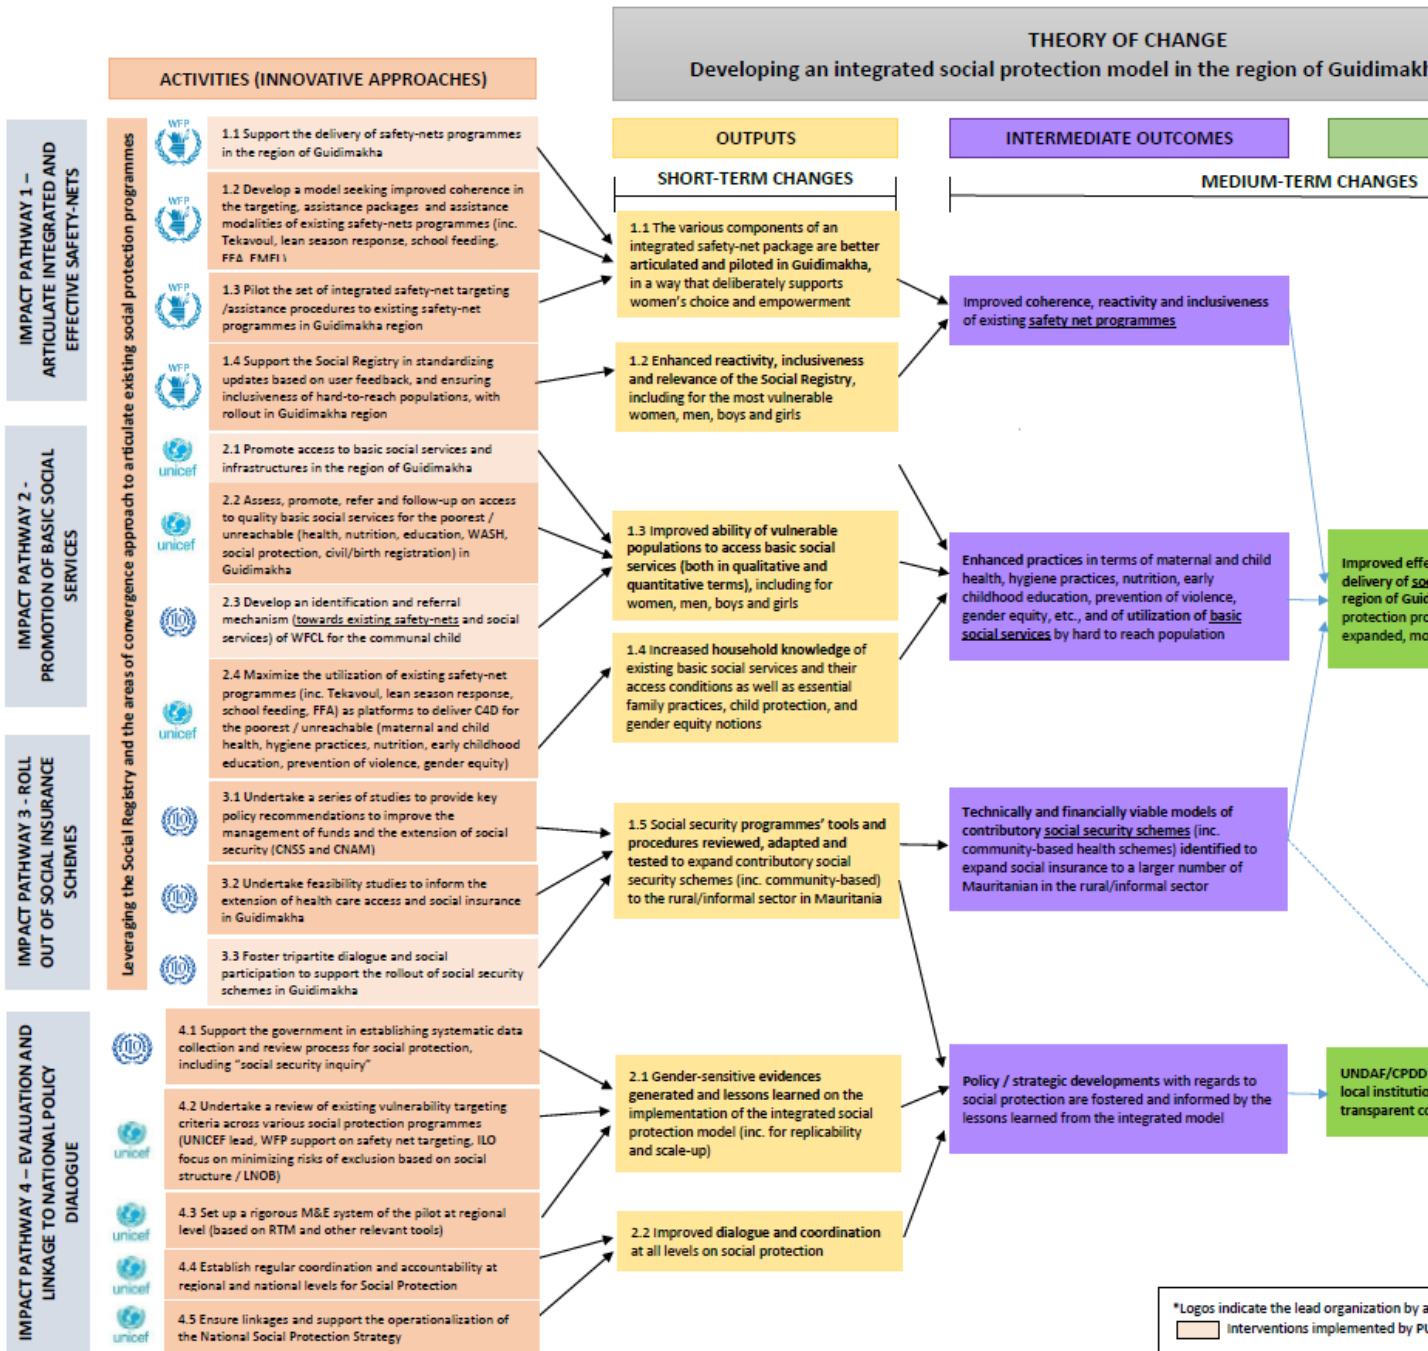 THEORY OF CHANGE
Developing an integrated social protection model in the region of
ACTIVITIES (INNOVATIVE APPROACHES)
OUTPUTS
INTERMEDIATE OUTCOMES
SHORT-TERM CHANGES
MEDIUM-TERM CHANGES
IMPACT PATHWAY 1 –
ARTICULATE INTEGRATED AND
EFFECTIVE SAFETY-NETS
IMPACT PATHWAY 2 -
PROMOTION OF BASIC SOCIAL
SERVICES
IMPACT PATHWAY 3 - ROLL
OUT OF SOCIAL INSURANCE
SCHEMES
IMPACT PATHWAY 4 – EVALUATION AND
LINKAGE TO NATIONAL POLICY
DIALOGUE
Leveraging the Social Registry and the areas of convergence approach to articulate existing social protection programmes
WFP
1.1 Support the delivery of safety-nets programmes
in the region of Guidimakha
WFP
1.2 Develop a model seeking improved coherence in
the targeting, assistance packages and assistance
modalities of existing safety-nets programmes (inc.
Tekavoul, lean season response, school feeding,
FFA, EMEL)
WFP
1.3 Pilot the set of integrated safety-net targeting
/assistance procedures to existing safety-net
programmes in Guidimakha region
WFP
1.4 Support the Social Registry in standardizing
updates based on user feedback, and ensuring
inclusiveness of hard-to-reach populations, with
rollout in Guidimakha region
unicef
2.1 Promote access to basic social services and
infrastructures in the region of Guidimakha
unicef
2.2 Assess, promote, refer and follow-up on access
to quality basic social services for the poorest /
unreachable (health, nutrition, education, WASH,
social protection, civil/birth registration) in
Guidimakha
ILO
2.3 Develop an identification and referral
mechanism (towards existing safety-nets and social
services) of WFCL for the communal child
unicef
2.4 Maximize the utilization of existing safety-net
programmes (inc. Tekavoul, lean season response,
school feeding, FFA) as platforms to deliver C4D for
the poorest / unreachable (maternal and child
health, hygiene practices, nutrition, early childhood
education, prevention of violence, gender equity)
ILO
3.1 Undertake a series of studies to provide key
policy recommendations to improve the
management of funds and the extension of social
security (CNSS and CNAM)
ILO
3.2 Undertake feasibility studies to inform the
extension of health care access and social insurance
in Guidimakha
ILO
3.3 Foster tripartite dialogue and social
participation to support the rollout of social security
schemes in Guidimakha
ILO
4.1 Support the government in establishing systematic data
collection and review process for social protection,
including "social security inquiry"
unicef
4.2 Undertake a review of existing vulnerability targeting
criteria across various social protection programmes
(UNICEF lead, WFP support on safety net targeting, ILO
focus on minimizing risks of exclusion based on social
structure / LNOB)
unicef
4.3 Set up a rigorous M&E system of the pilot at regional
level (based on RTM and other relevant tools)
unicef
4.4 Establish regular coordination and accountability at
regional and national levels for Social Protection
unicef
4.5 Ensure linkages and support the operationalization of
the National Social Protection Strategy
1.1 The various components of an
integrated safety-net package are better
articulated and piloted in Guidimakha,
in a way that deliberately supports
women's choice and empowerment
1.2 Enhanced reactivity, inclusiveness
and relevance of the Social Registry,
including for the most vulnerable
women, men, boys and girls
1.3 Improved ability of vulnerable
populations to access basic social
services (both in qualitative and
quantitative terms), including for
women, men, boys and girls
1.4 Increased household knowledge of
existing basic social services and their
access conditions as well as essential
family practices, child protection, and
gender equity notions
1.5 Social security programmes' tools and
procedures reviewed, adapted and
tested to expand contributory social
security schemes (inc. community-based)
to the rural/informal sector in Mauritania
2.1 Gender-sensitive evidences
generated and lessons learned on the
implementation of the integrated social
protection model (inc. for replicability
and scale-up)
2.2 Improved dialogue and coordination
at all levels on social protection
Improved coherence, reactivity and inclusiveness
of existing safety net programmes
Enhanced practices in terms of maternal and child
health, hygiene practices, nutrition, early
childhood education, prevention of violence,
gender equity, etc., and of utilization of basic
social services by hard to reach population
Technically and financially viable models of
contributory social security schemes (inc.
community-based health schemes) identified to
expand social insurance to a larger number of
Mauritanian in the rural/informal sector
Policy / strategic developments with regards to
social protection are fostered and informed by the
lessons learned from the integrated model
Improved
delivery of
region of
protection
expanded,
UNDAF/CPDD
local
transparent
*Logos indicate the lead organization by
Interventions implemented by